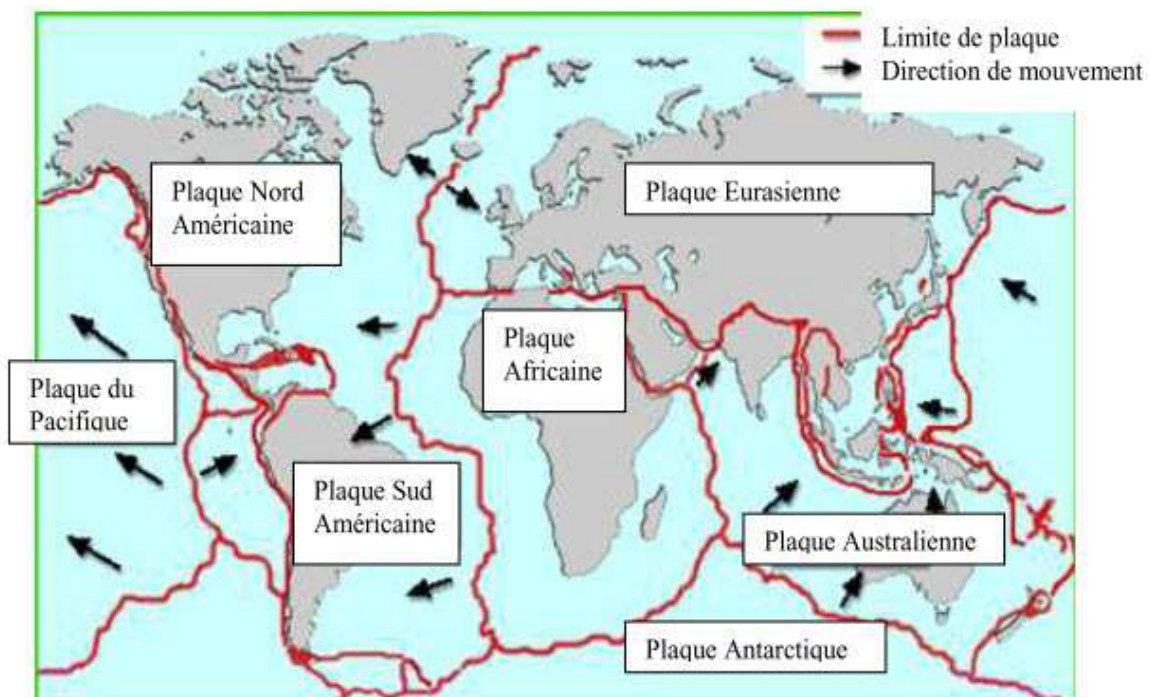 Limite de plaque
Direction de mouvement
Plaque Nord
Américaine
Plaque Eurasienne
Plaque
Africaine
Plaque du
Pacifique
Plaque Sud
Américaine
Plaque Australienne
Plaque Antarctique